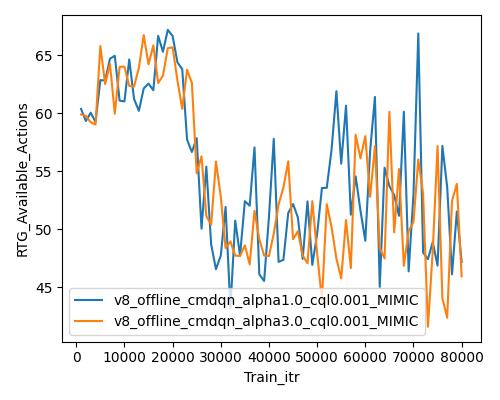 65
60
55
50
45
RTG_Available_Actions
v8_offline_cmdqn_alpha1.0_cql0.001_MIMIC
v8_offline_cmdqn_alpha3.0_cql0.001_MIMIC
0 10000 20000 30000 40000 50000 60000 70000 80000
Train_itr